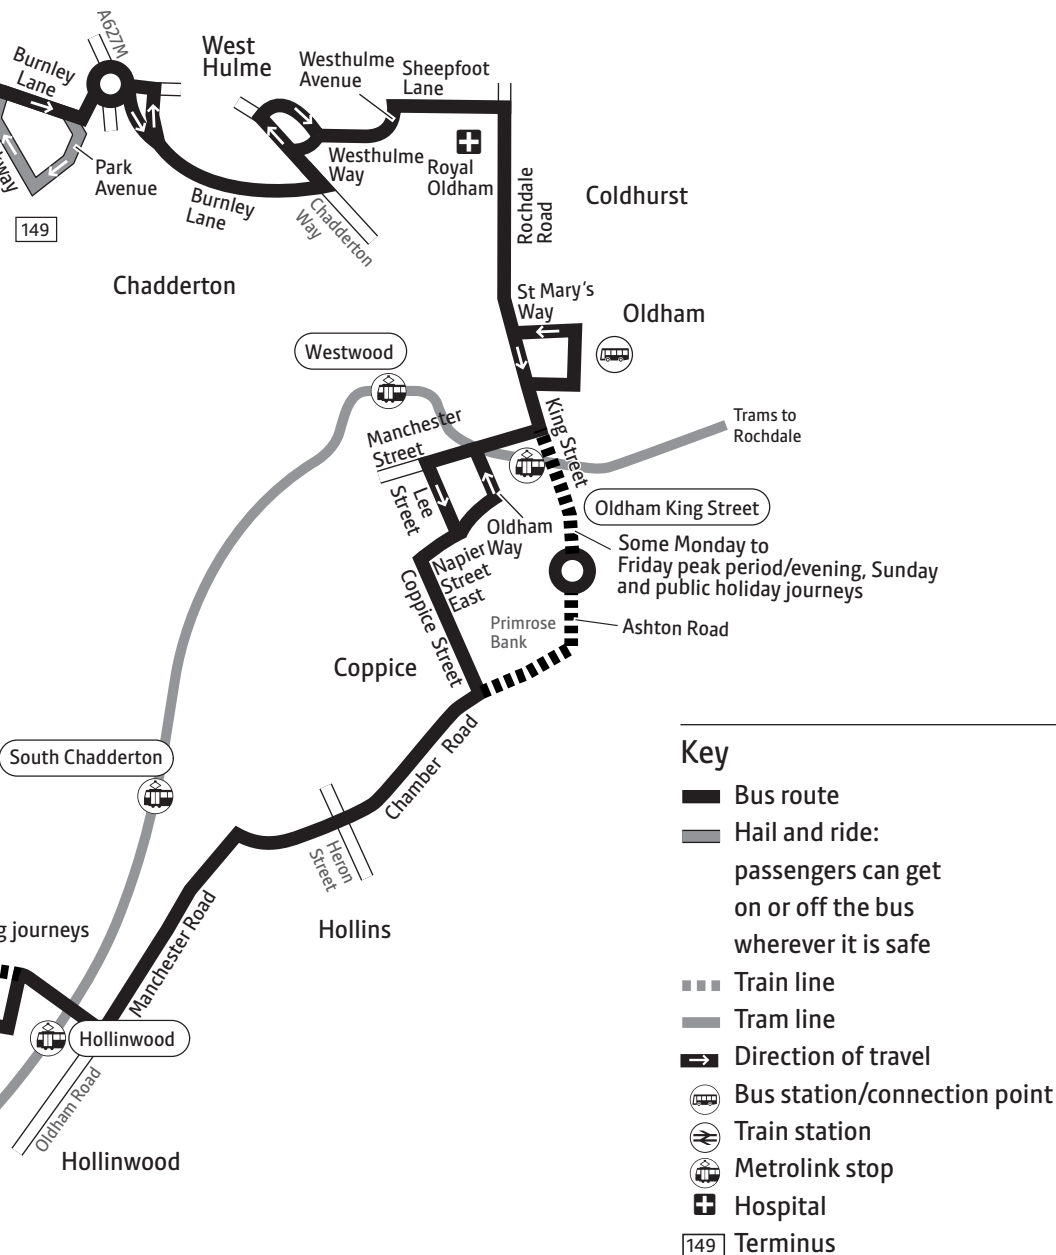 A627M
Burnley
Lane
West
Hulme
Westhulme
Avenue
Sheepfoot
Lane
Park
Avenue
149
Burnley
Lane
Westhulme
Way
Royal
Oldham
Chadderton
Way
Rochdale
Road
Coldhurst
Chadderton
St Mary's
Way
Oldham
Westwood
Manchester
Street
King Street
Trams to
Rochdale
Lee
Street
Oldham
Way
Oldham King Street
Napier
Street
East
Some Monday to
Friday peak period/evening, Sunday
and public holiday journeys
Coppice Street
Primrose
Bank
Ashton Road
Coppice
Chamber Road
South Chadderton
Heron
Street
Hollins
journeys
Manchester Road
Hollinwood
Oldham Road
Hollinwood
Key
Bus route
Hail and ride:
passengers can get
on or off the bus
wherever it is safe
Train line
Tram line
Direction of travel
Bus station/connection point
Train station
Metrolink stop
Hospital
149 Terminus